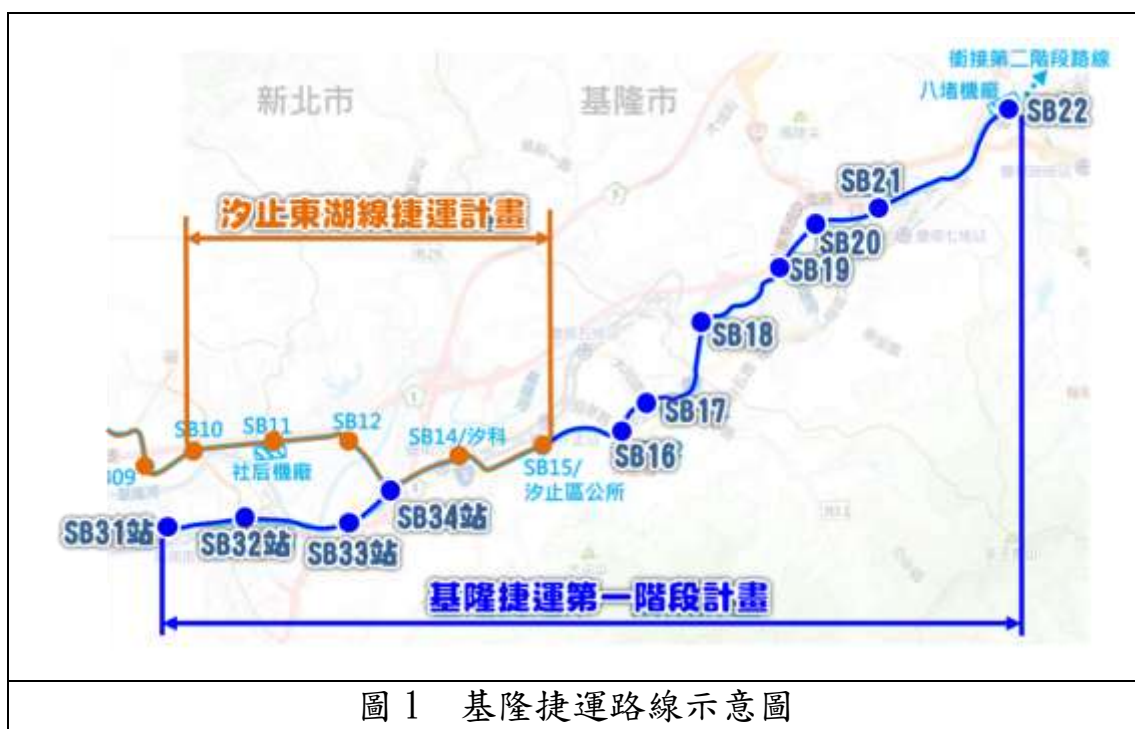 銜接第二階段路線
八堵機廠
SB22
新北市
基隆市
SB21
SB20
SB19
SB18
汐止東湖線捷運計畫
SB17
SB16
SB10
SB11
SB12
SB14/汐科
SB15/
汐止區公所
社后機廠
SB31站
SB32站
SB33站
SB34站
基隆捷運第一階段計畫
圖 1 基隆捷運路線示意圖